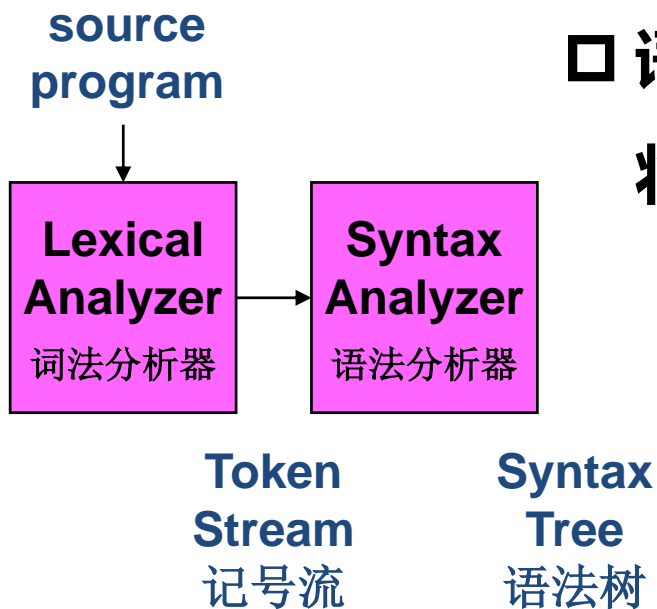 source
program
Lexical
Analyzer
词法分析器
Syntax
Analyzer
语法分析器
Token
Stream
记号流
Syntax
Tree
语法树